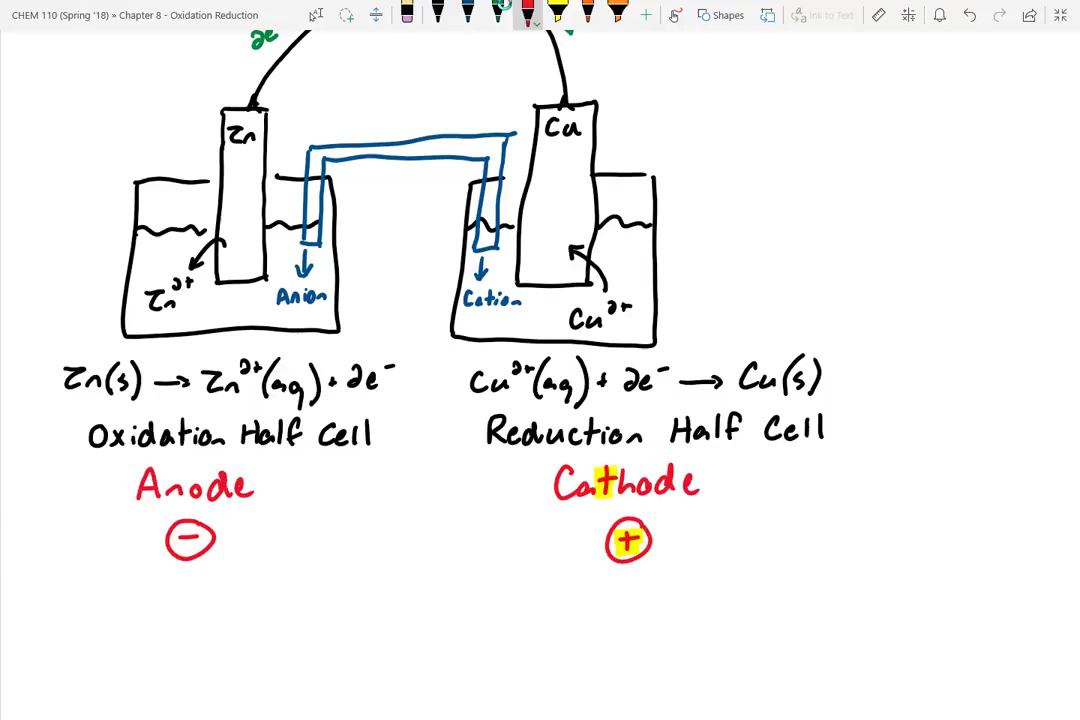 CHEM 110 (Spring '18) » Chapter 8 - Oxidation Reduction
Shapes
Ink to Text
2e
Zn
Cu
Zn²⁺
Anion
Cation
Cu²⁺
Zn(s) → Zn²⁺(aq) + 2e⁻
Cu²⁺(aq) + 2e⁻ → Cu(s)
Oxidation Half Cell
Reduction Half Cell
Anode
Cathode
−
+